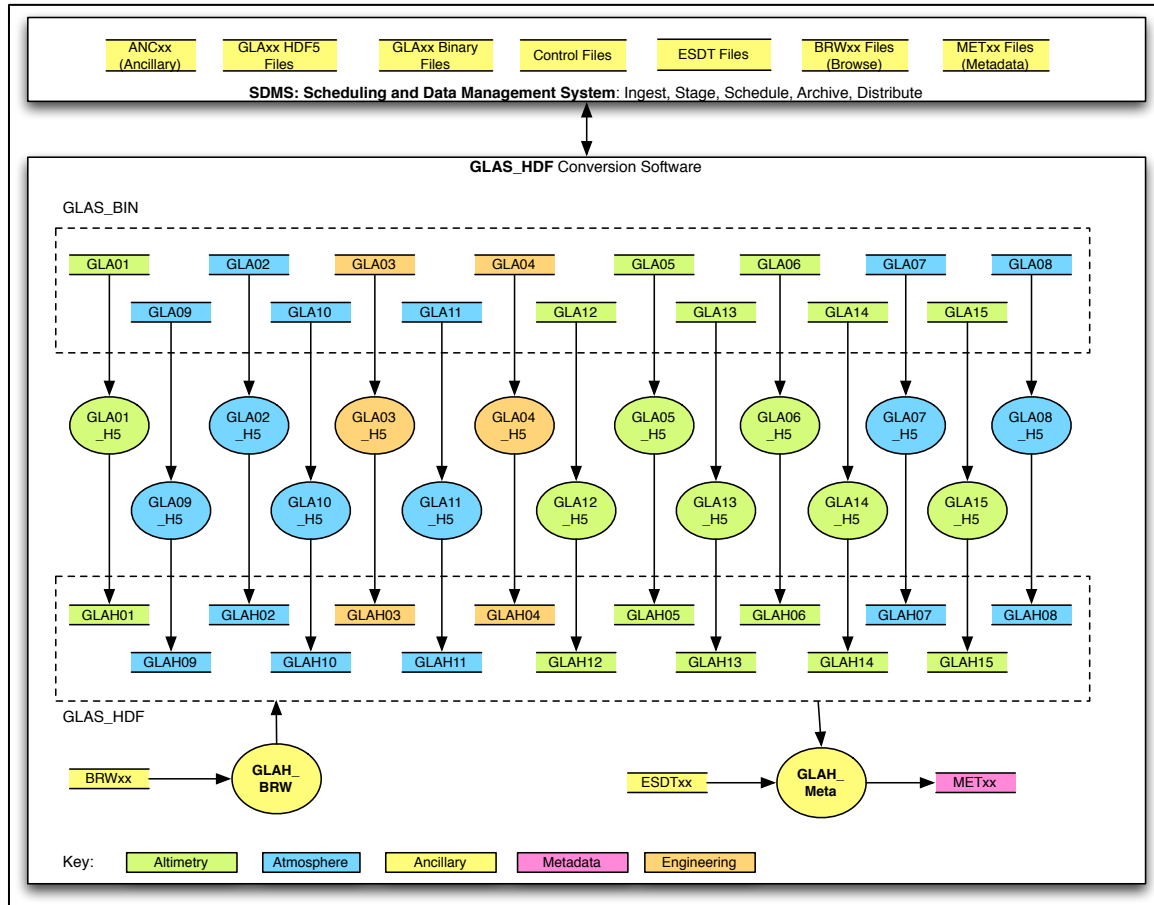 ANCxx
(Ancillary)
GLAxx HDF5
Files
GLAxx Binary
Files
Control Files
ESDT Files
BRWxx Files
(Browse)
METxx Files
(Metadata)
SDMS: Scheduling and Data Management System: Ingest, Stage, Schedule, Archive, Distribute
GLAS_HDF Conversion Software
GLAS_BIN
GLA01
GLA02
GLA03
GLA04
GLA05
GLA06
GLA07
GLA08
GLA09
GLA10
GLA11
GLA12
GLA13
GLA14
GLA15
GLA01
_H5
GLA02
_H5
GLA03
_H5
GLA04
_H5
GLA05
_H5
GLA06
_H5
GLA07
_H5
GLA08
_H5
GLA09
_H5
GLA10
_H5
GLA11
_H5
GLA12
_H5
GLA13
_H5
GLA14
_H5
GLA15
_H5
GLAH01
GLAH02
GLAH03
GLAH04
GLAH05
GLAH06
GLAH07
GLAH08
GLAH09
GLAH10
GLAH11
GLAH12
GLAH13
GLAH14
GLAH15
GLAS_HDF
BRWxx
GLAH_
BRW
ESDTxx
GLAH_
Meta
METxx
Key:
Altimetry
Atmosphere
Ancillary
Metadata
Engineering